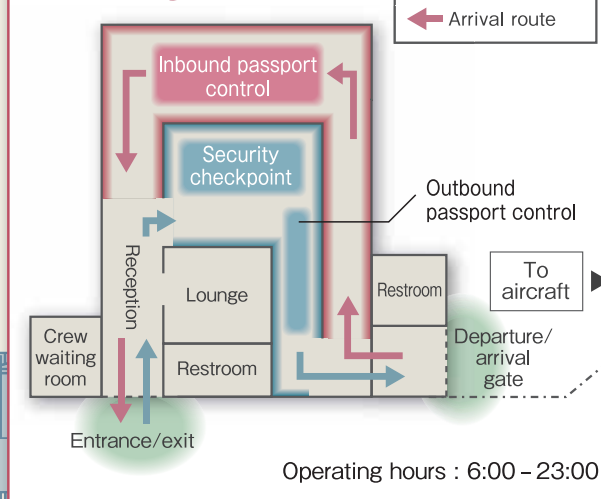 Arrival route
Inbound passport
control
Security
checkpoint
Outbound
passport control
Reception
Lounge
Restroom
To
aircraft
Crew
waiting
room
Restroom
Departure/
arrival
gate
Entrance/exit
Operating hours : 6:00 – 23:00